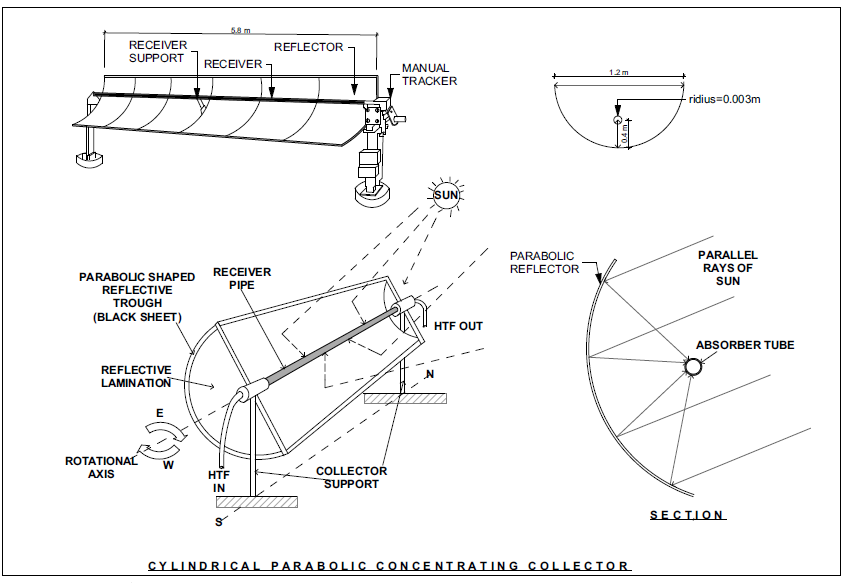 5.8 m
RECEIVER
SUPPORT
RECEIVER
REFLECTOR
MANUAL
TRACKER
1.2 m
ridius=0.003m
0.4 m
SUN
PARABOLIC SHAPED
REFLECTIVE
TROUGH
(BLACK SHEET)
RECEIVER
PIPE
HTF OUT
REFLECTIVE
LAMINATION
N
E
W
ROTATIONAL
AXIS
HTF
IN
COLLECTOR
SUPPORT
S
PARABOLIC
REFLECTOR
PARALLEL
RAYS OF
SUN
ABSORBER TUBE
SECTION
CYLINDRICAL PARABOLIC CONCENTRATING COLLECTOR